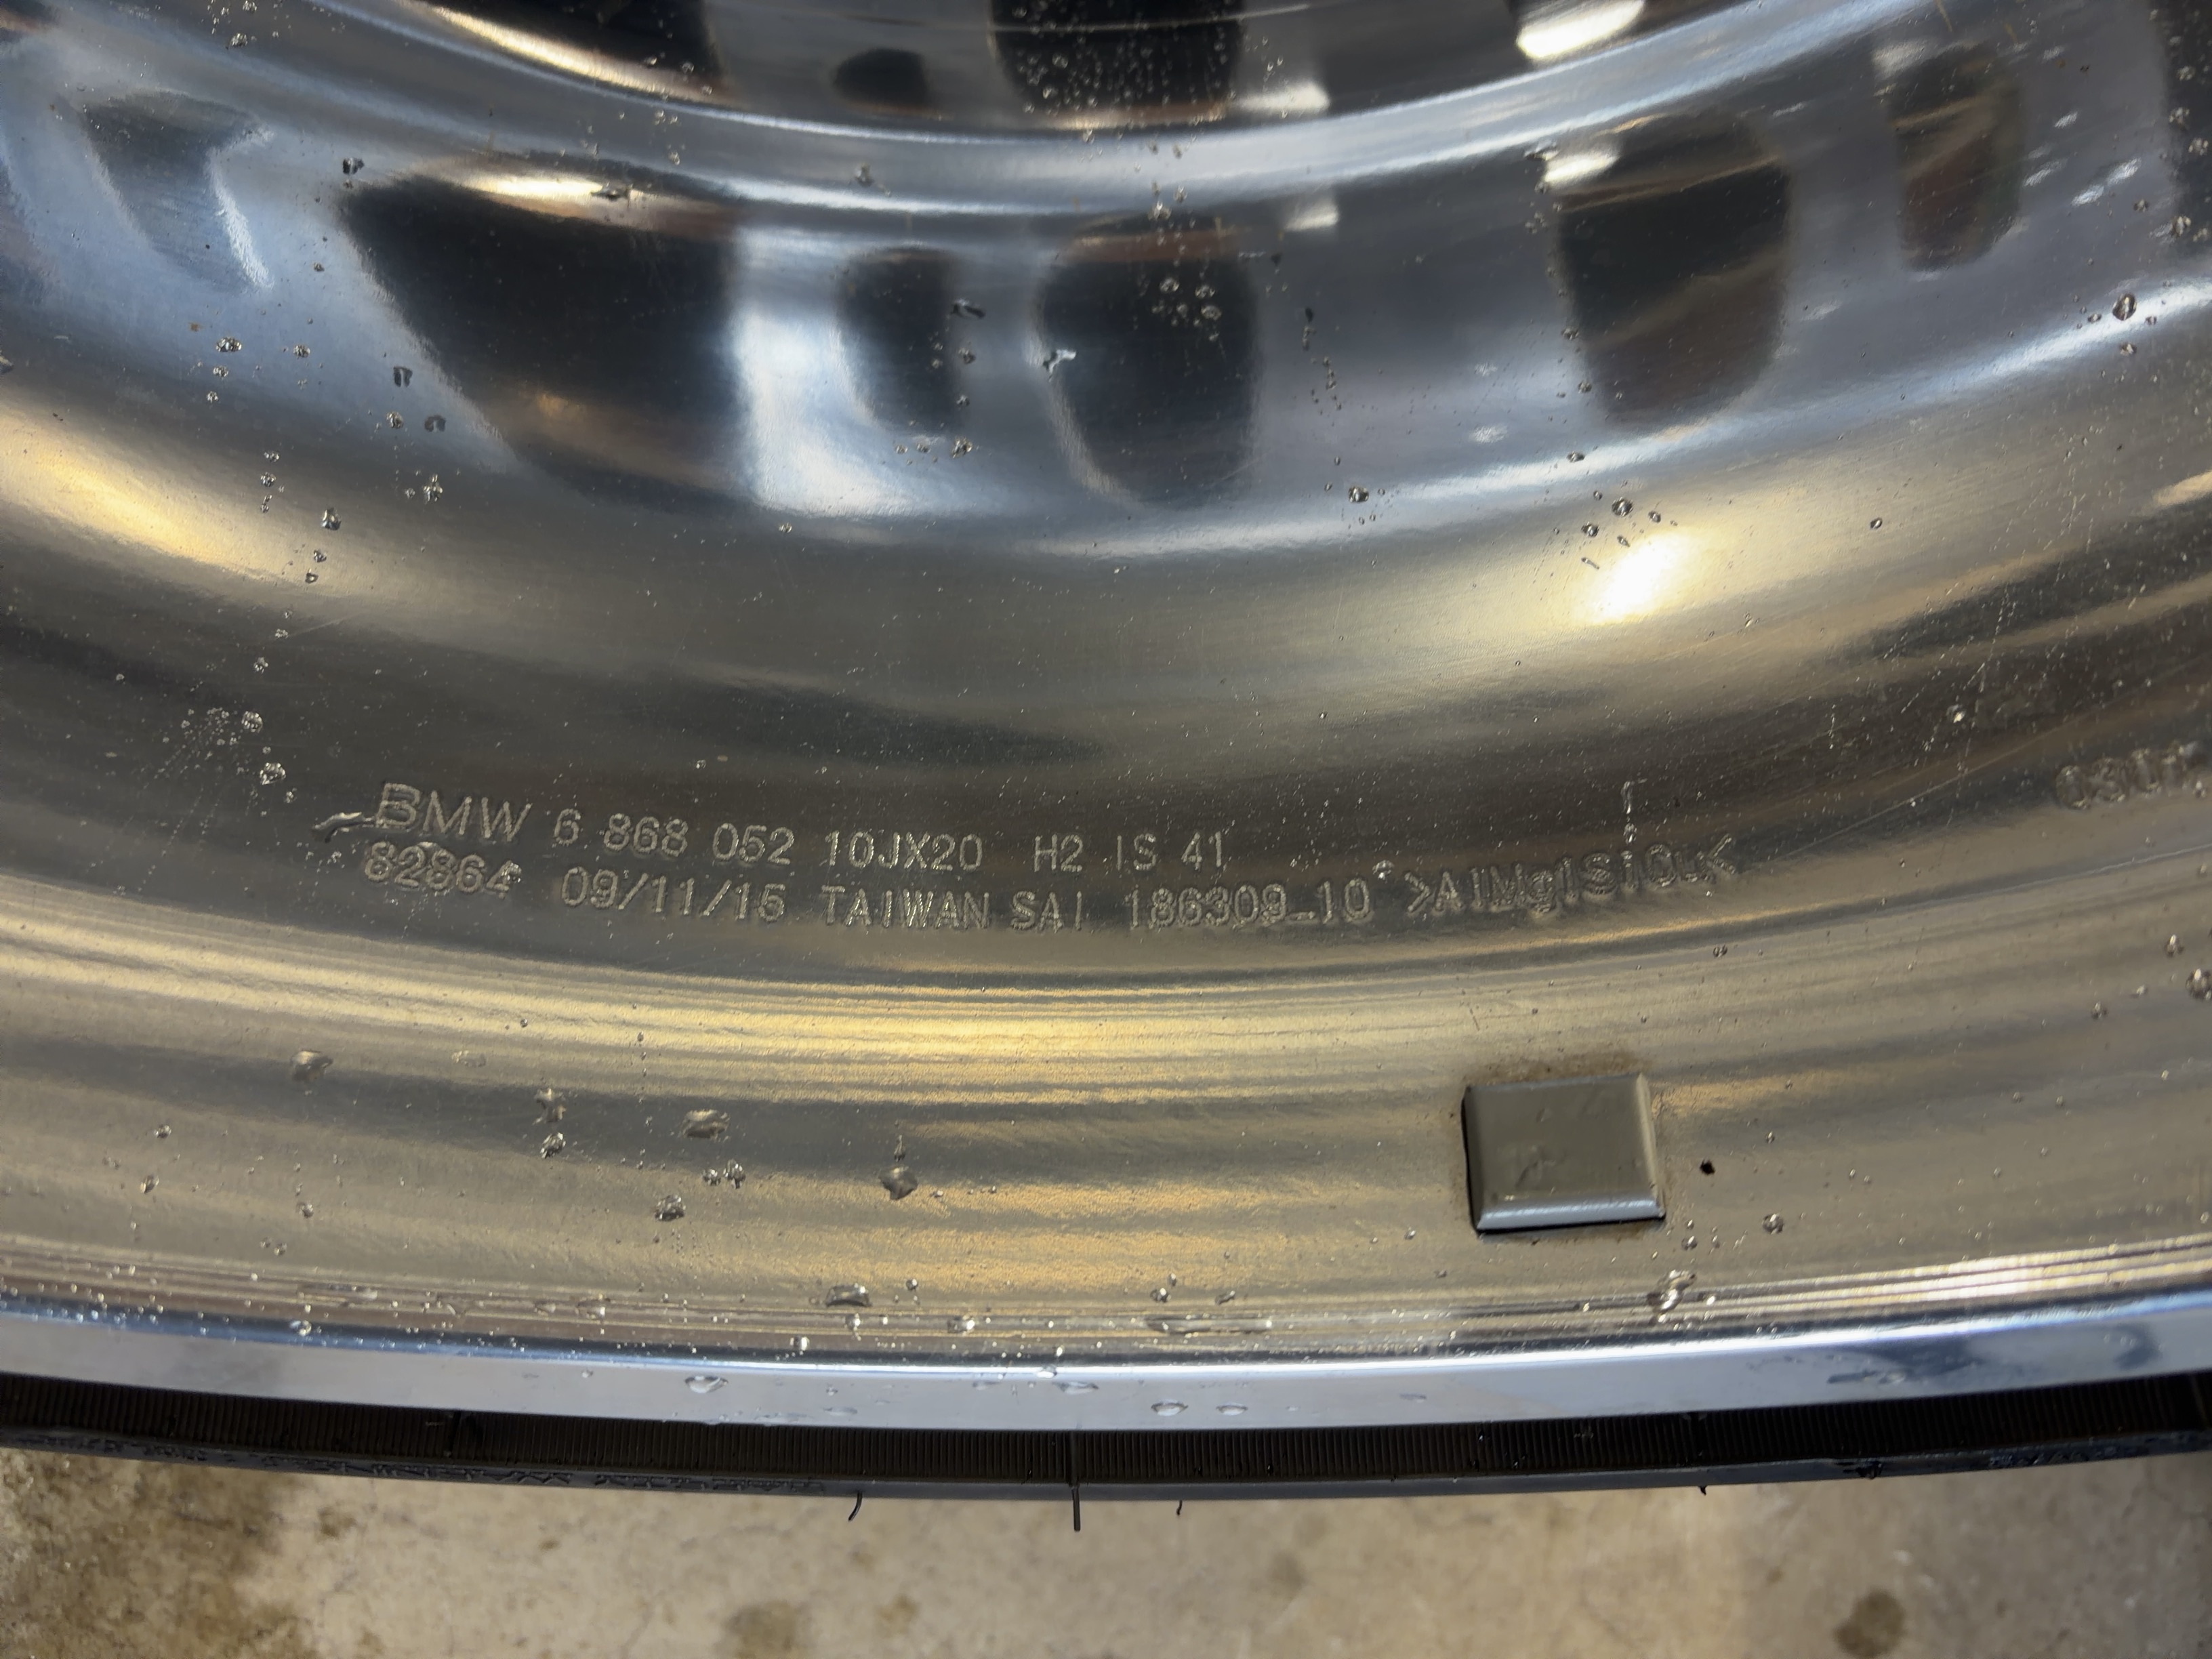 BMW 6 868 052 10JX20 H2 IS 41
82864 09/11/15 TAIWAN SAI 186309_10 >AlMg1SiCu<